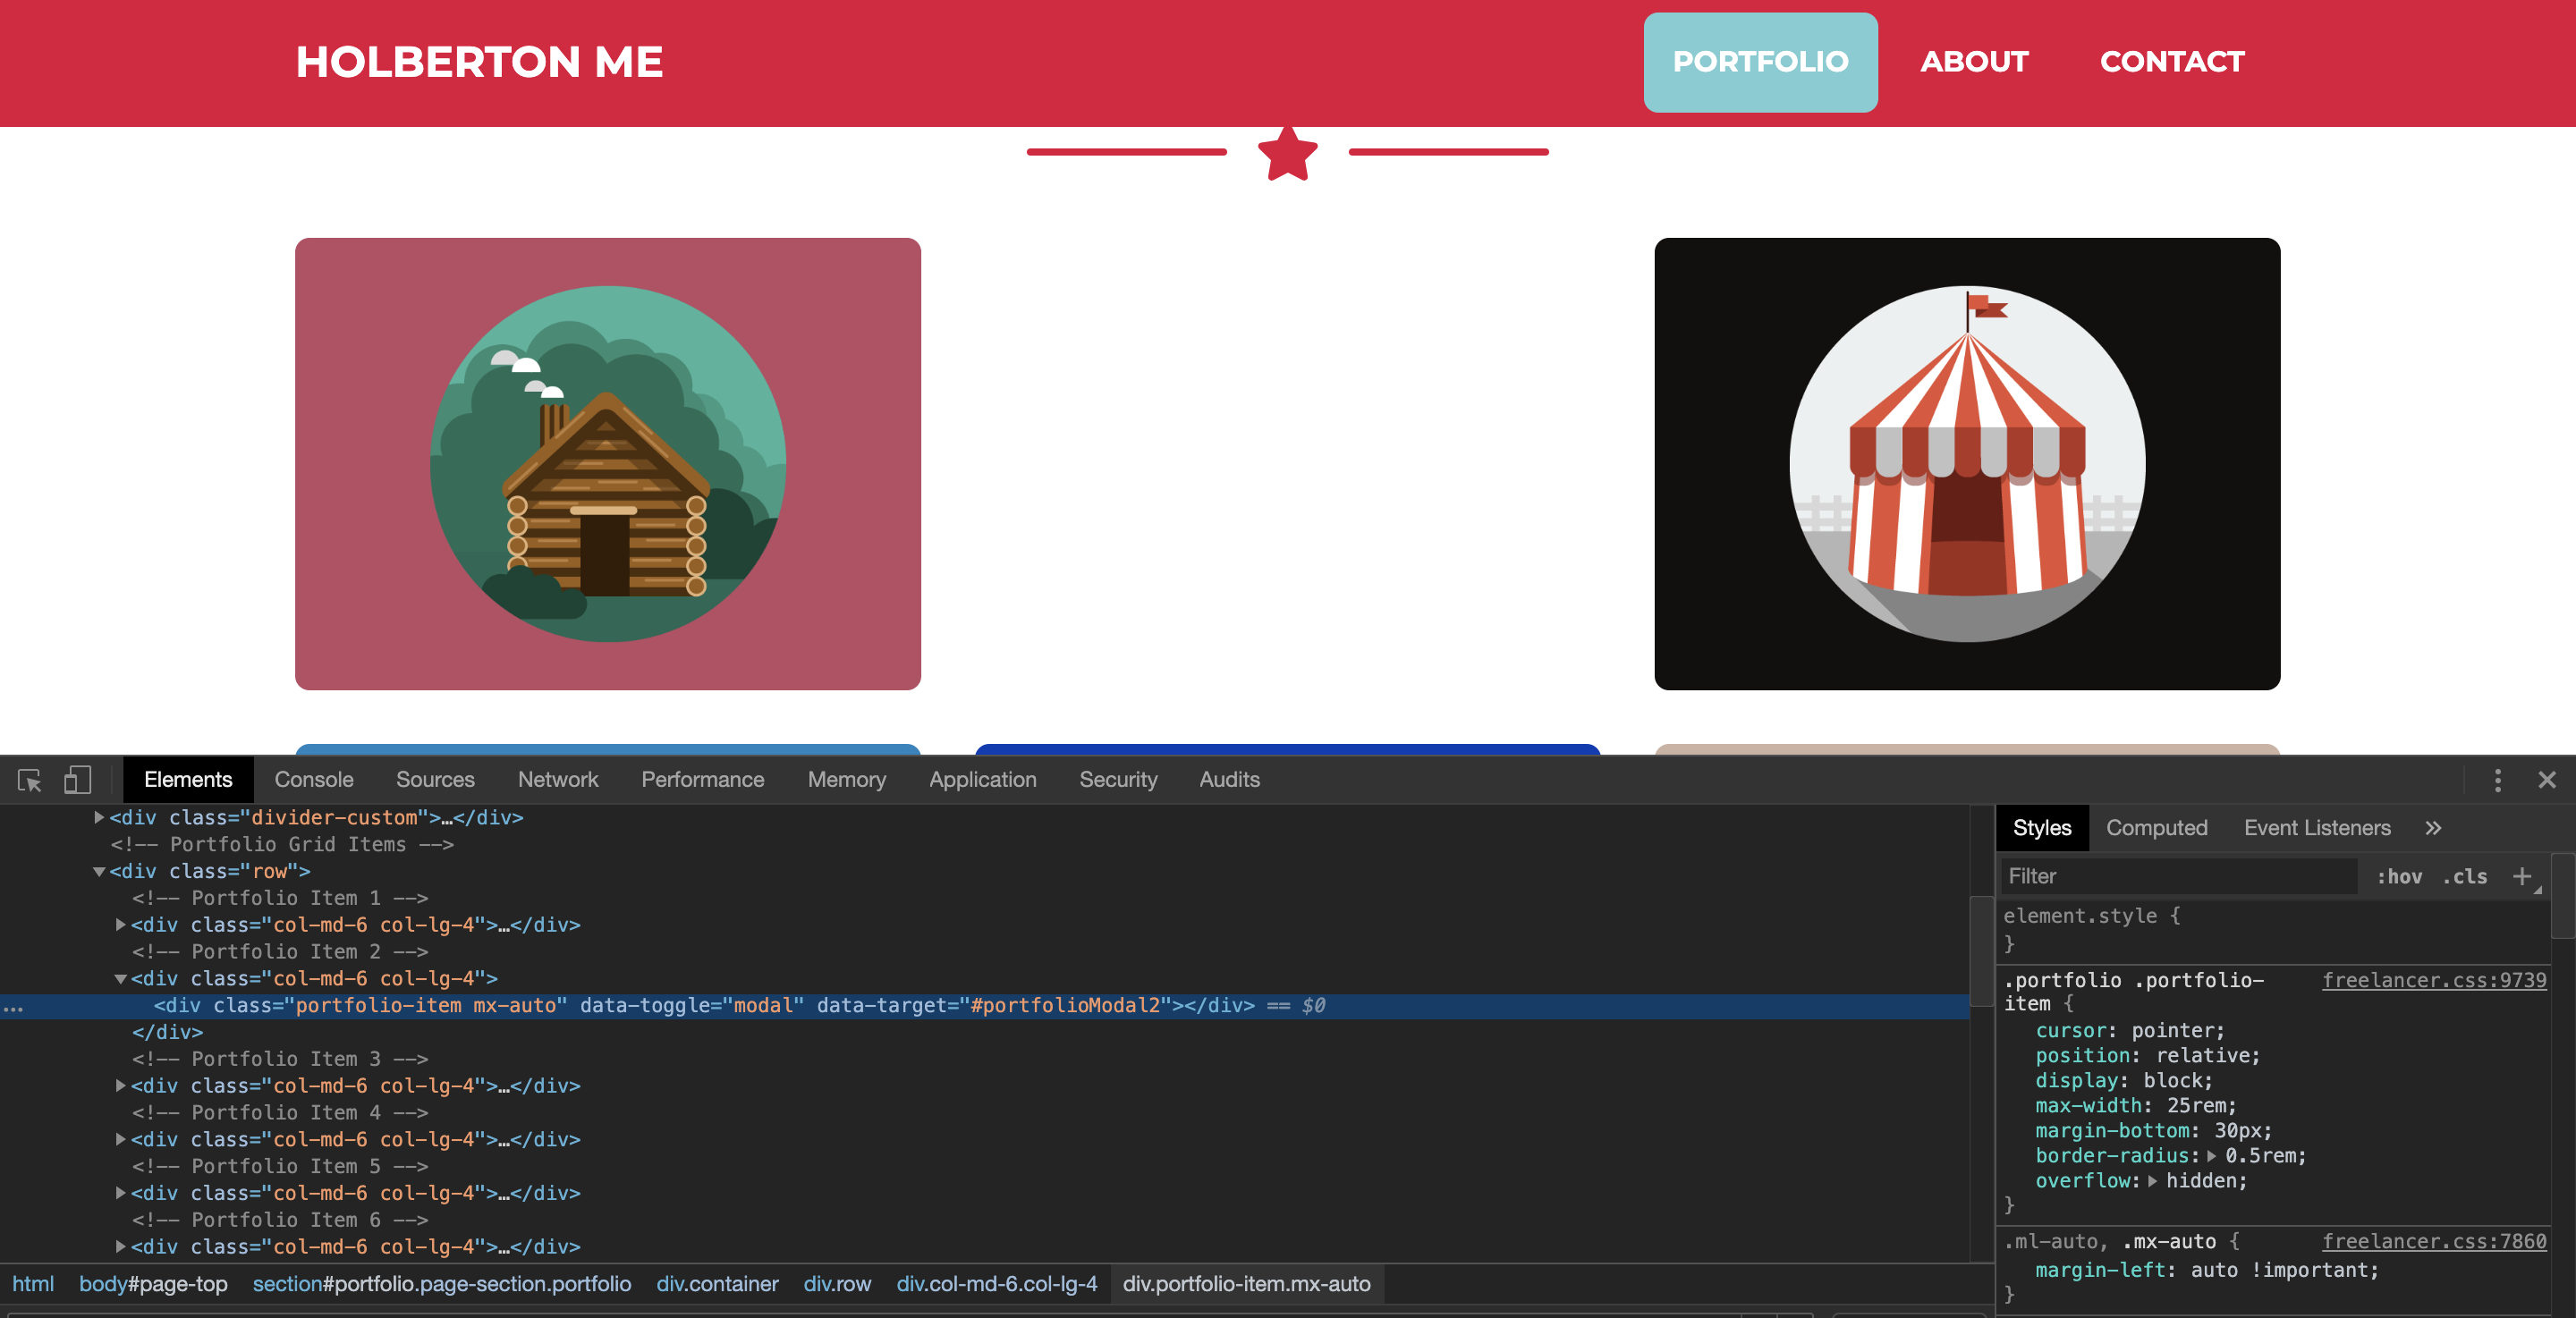 HOLBERTON ME
PORTFOLIO ABOUT CONTACT
Elements Console Sources Network Performance Memory Application Security Audits
<div class="divider-custom">…</div>
<!-- Portfolio Grid Items -->
<div class="row">
<!-- Portfolio Item 1 -->
<div class="col-md-6 col-lg-4">…</div>
<!-- Portfolio Item 2 -->
<div class="col-md-6 col-lg-4">
… <div class="portfolio-item mx-auto" data-toggle="modal" data-target="#portfolioModal2"></div> == $0
</div>
<!-- Portfolio Item 3 -->
<div class="col-md-6 col-lg-4">…</div>
<!-- Portfolio Item 4 -->
<div class="col-md-6 col-lg-4">…</div>
<!-- Portfolio Item 5 -->
<div class="col-md-6 col-lg-4">…</div>
<!-- Portfolio Item 6 -->
<div class="col-md-6 col-lg-4">…</div>
html body#page-top section#portfolio.page-section.portfolio div.container div.row div.col-md-6.col-lg-4 div.portfolio-item.mx-auto
Styles Computed Event Listeners »
Filter :hov .cls +
element.style {
}
.portfolio .portfolio- freelancer.css:9739
item {
cursor: pointer;
position: relative;
display: block;
max-width: 25rem;
margin-bottom: 30px;
border-radius: 0.5rem;
overflow: hidden;
}
.ml-auto, .mx-auto { freelancer.css:7860
margin-left: auto !important;
}